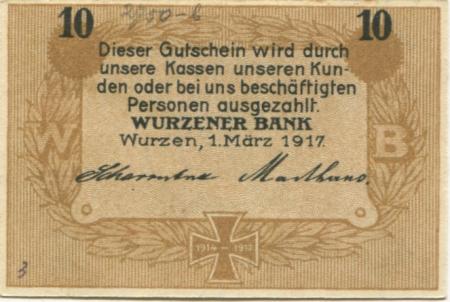 10 10
Dieser Gutschein wird durch
unsere Kassen unseren Kun-
den oder bei uns beschäftigten
Personen ausgezahlt.
WURZENER BANK
Wurzen, 1. März 1917.
W B
1914 – 1917
3